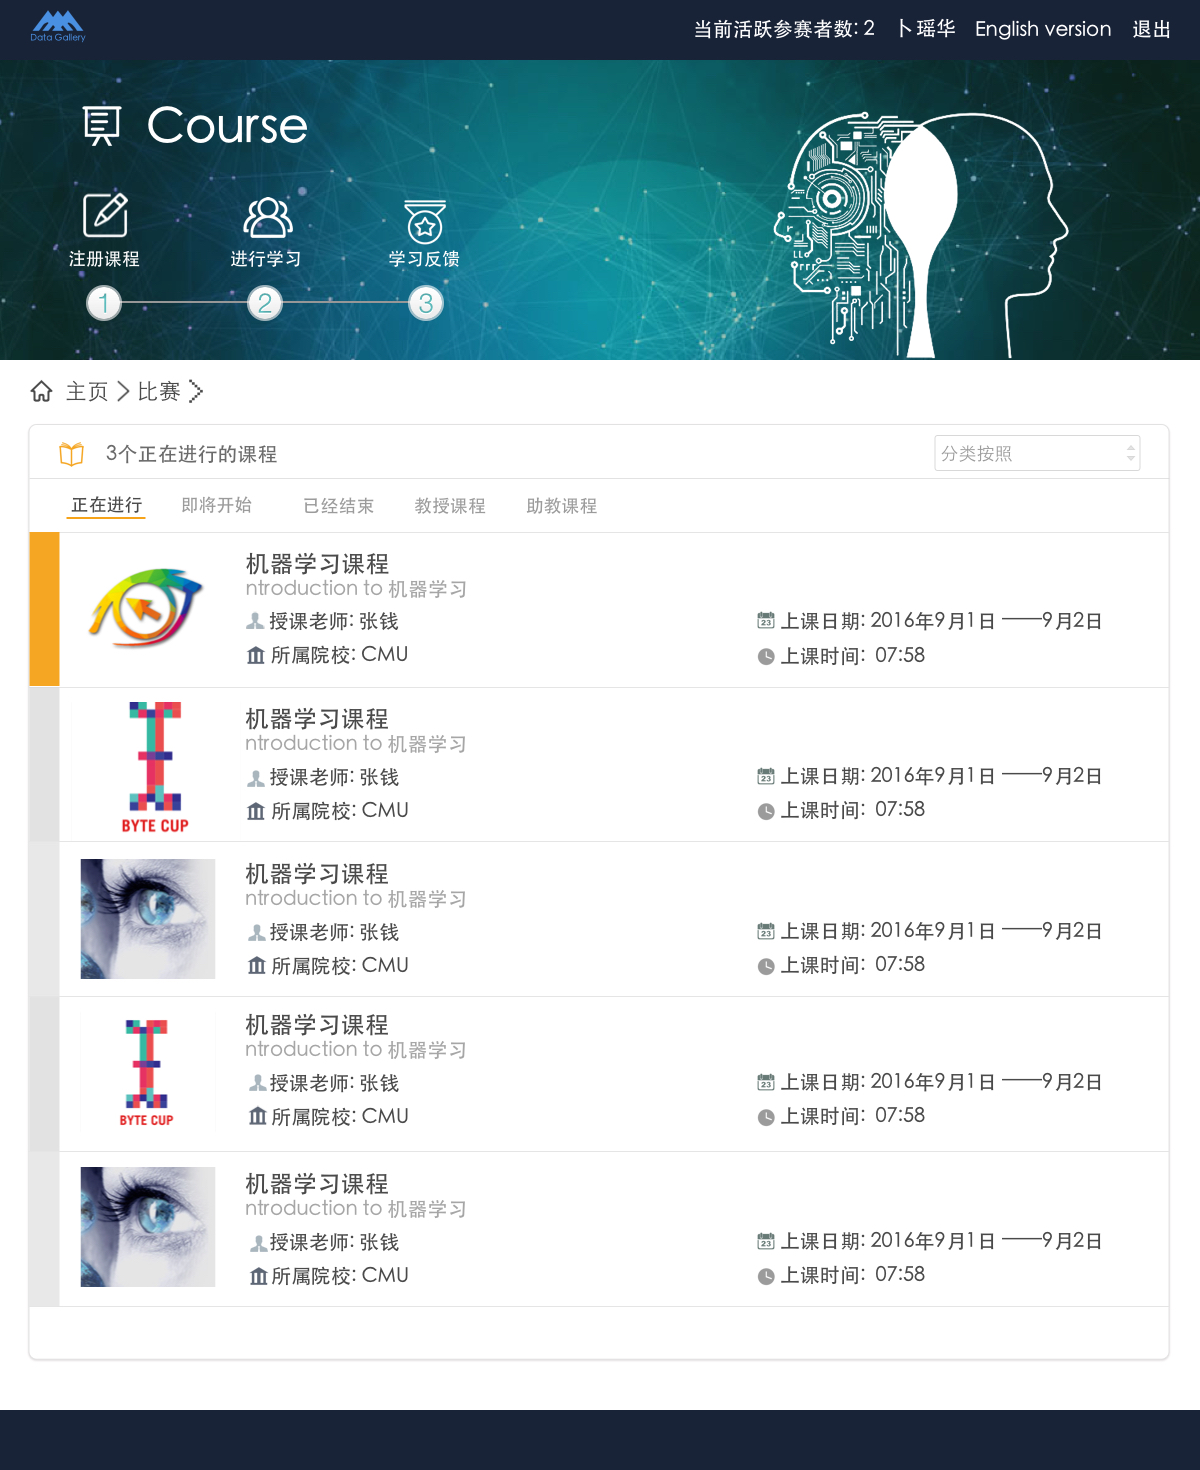 Data Gallery
当前活跃参赛者数: 2 卜瑶华 English version 退出
Course
注册课程 进行学习 学习反馈
1 2 3
主页 比赛
3个正在进行的课程 分类按照
正在进行 即将开始 已经结束 教授课程 助教课程
机器学习课程
ntroduction to 机器学习
授课老师: 张钱 上课日期: 2016年9月1日 ——9月2日
所属院校: CMU 上课时间: 07:58
机器学习课程
ntroduction to 机器学习
授课老师: 张钱 上课日期: 2016年9月1日 ——9月2日
所属院校: CMU 上课时间: 07:58
BYTE CUP
机器学习课程
ntroduction to 机器学习
授课老师: 张钱 上课日期: 2016年9月1日 ——9月2日
所属院校: CMU 上课时间: 07:58
机器学习课程
ntroduction to 机器学习
授课老师: 张钱 上课日期: 2016年9月1日 ——9月2日
所属院校: CMU 上课时间: 07:58
BYTE CUP
机器学习课程
ntroduction to 机器学习
授课老师: 张钱 上课日期: 2016年9月1日 ——9月2日
所属院校: CMU 上课时间: 07:58